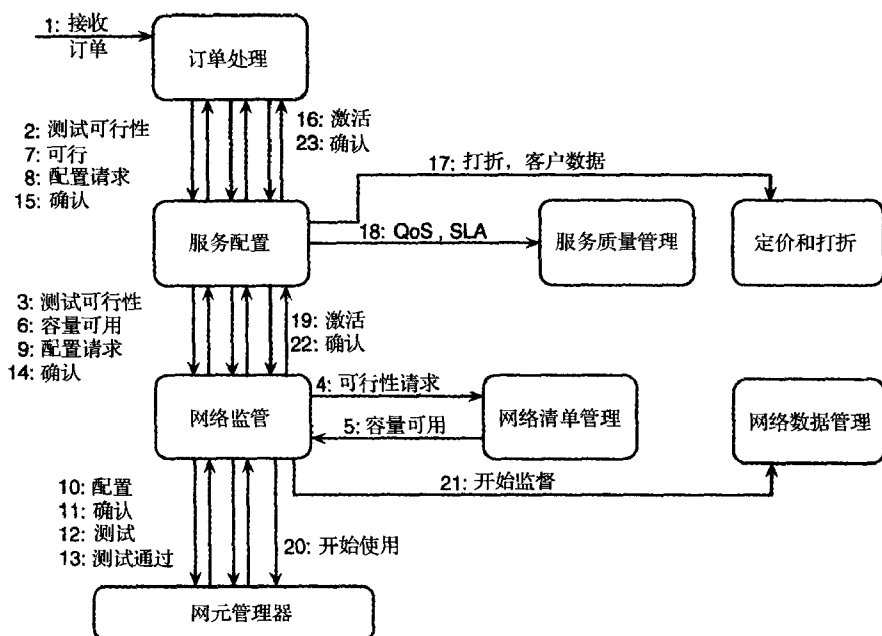 1: 接收
订单
订单处理
2: 测试可行性
7: 可行
8: 配置请求
15: 确认
16: 激活
23: 确认
17: 打折，客户数据
服务配置
18: QoS , SLA
服务质量管理
定价和打折
3: 测试可行性
6: 容量可用
9: 配置请求
14: 确认
19: 激活
22: 确认
4: 可行性请求
网络监管
5: 容量可用
网络清单管理
网络数据管理
21: 开始监督
10: 配置
11: 确认
12: 测试
13: 测试通过
20: 开始使用
网元管理器